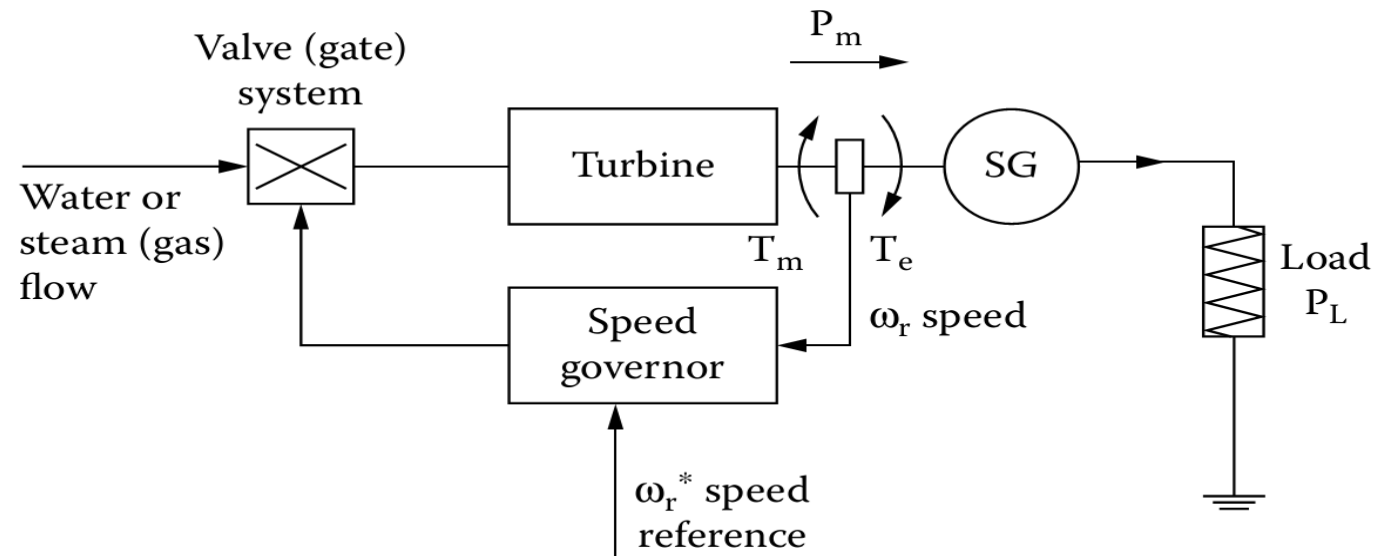 P_m
Valve (gate)
system
Turbine
SG
Water or
steam (gas)
flow
T_m
T_e
Load
P_L
ω_r speed
Speed
governor
ω_r* speed
reference